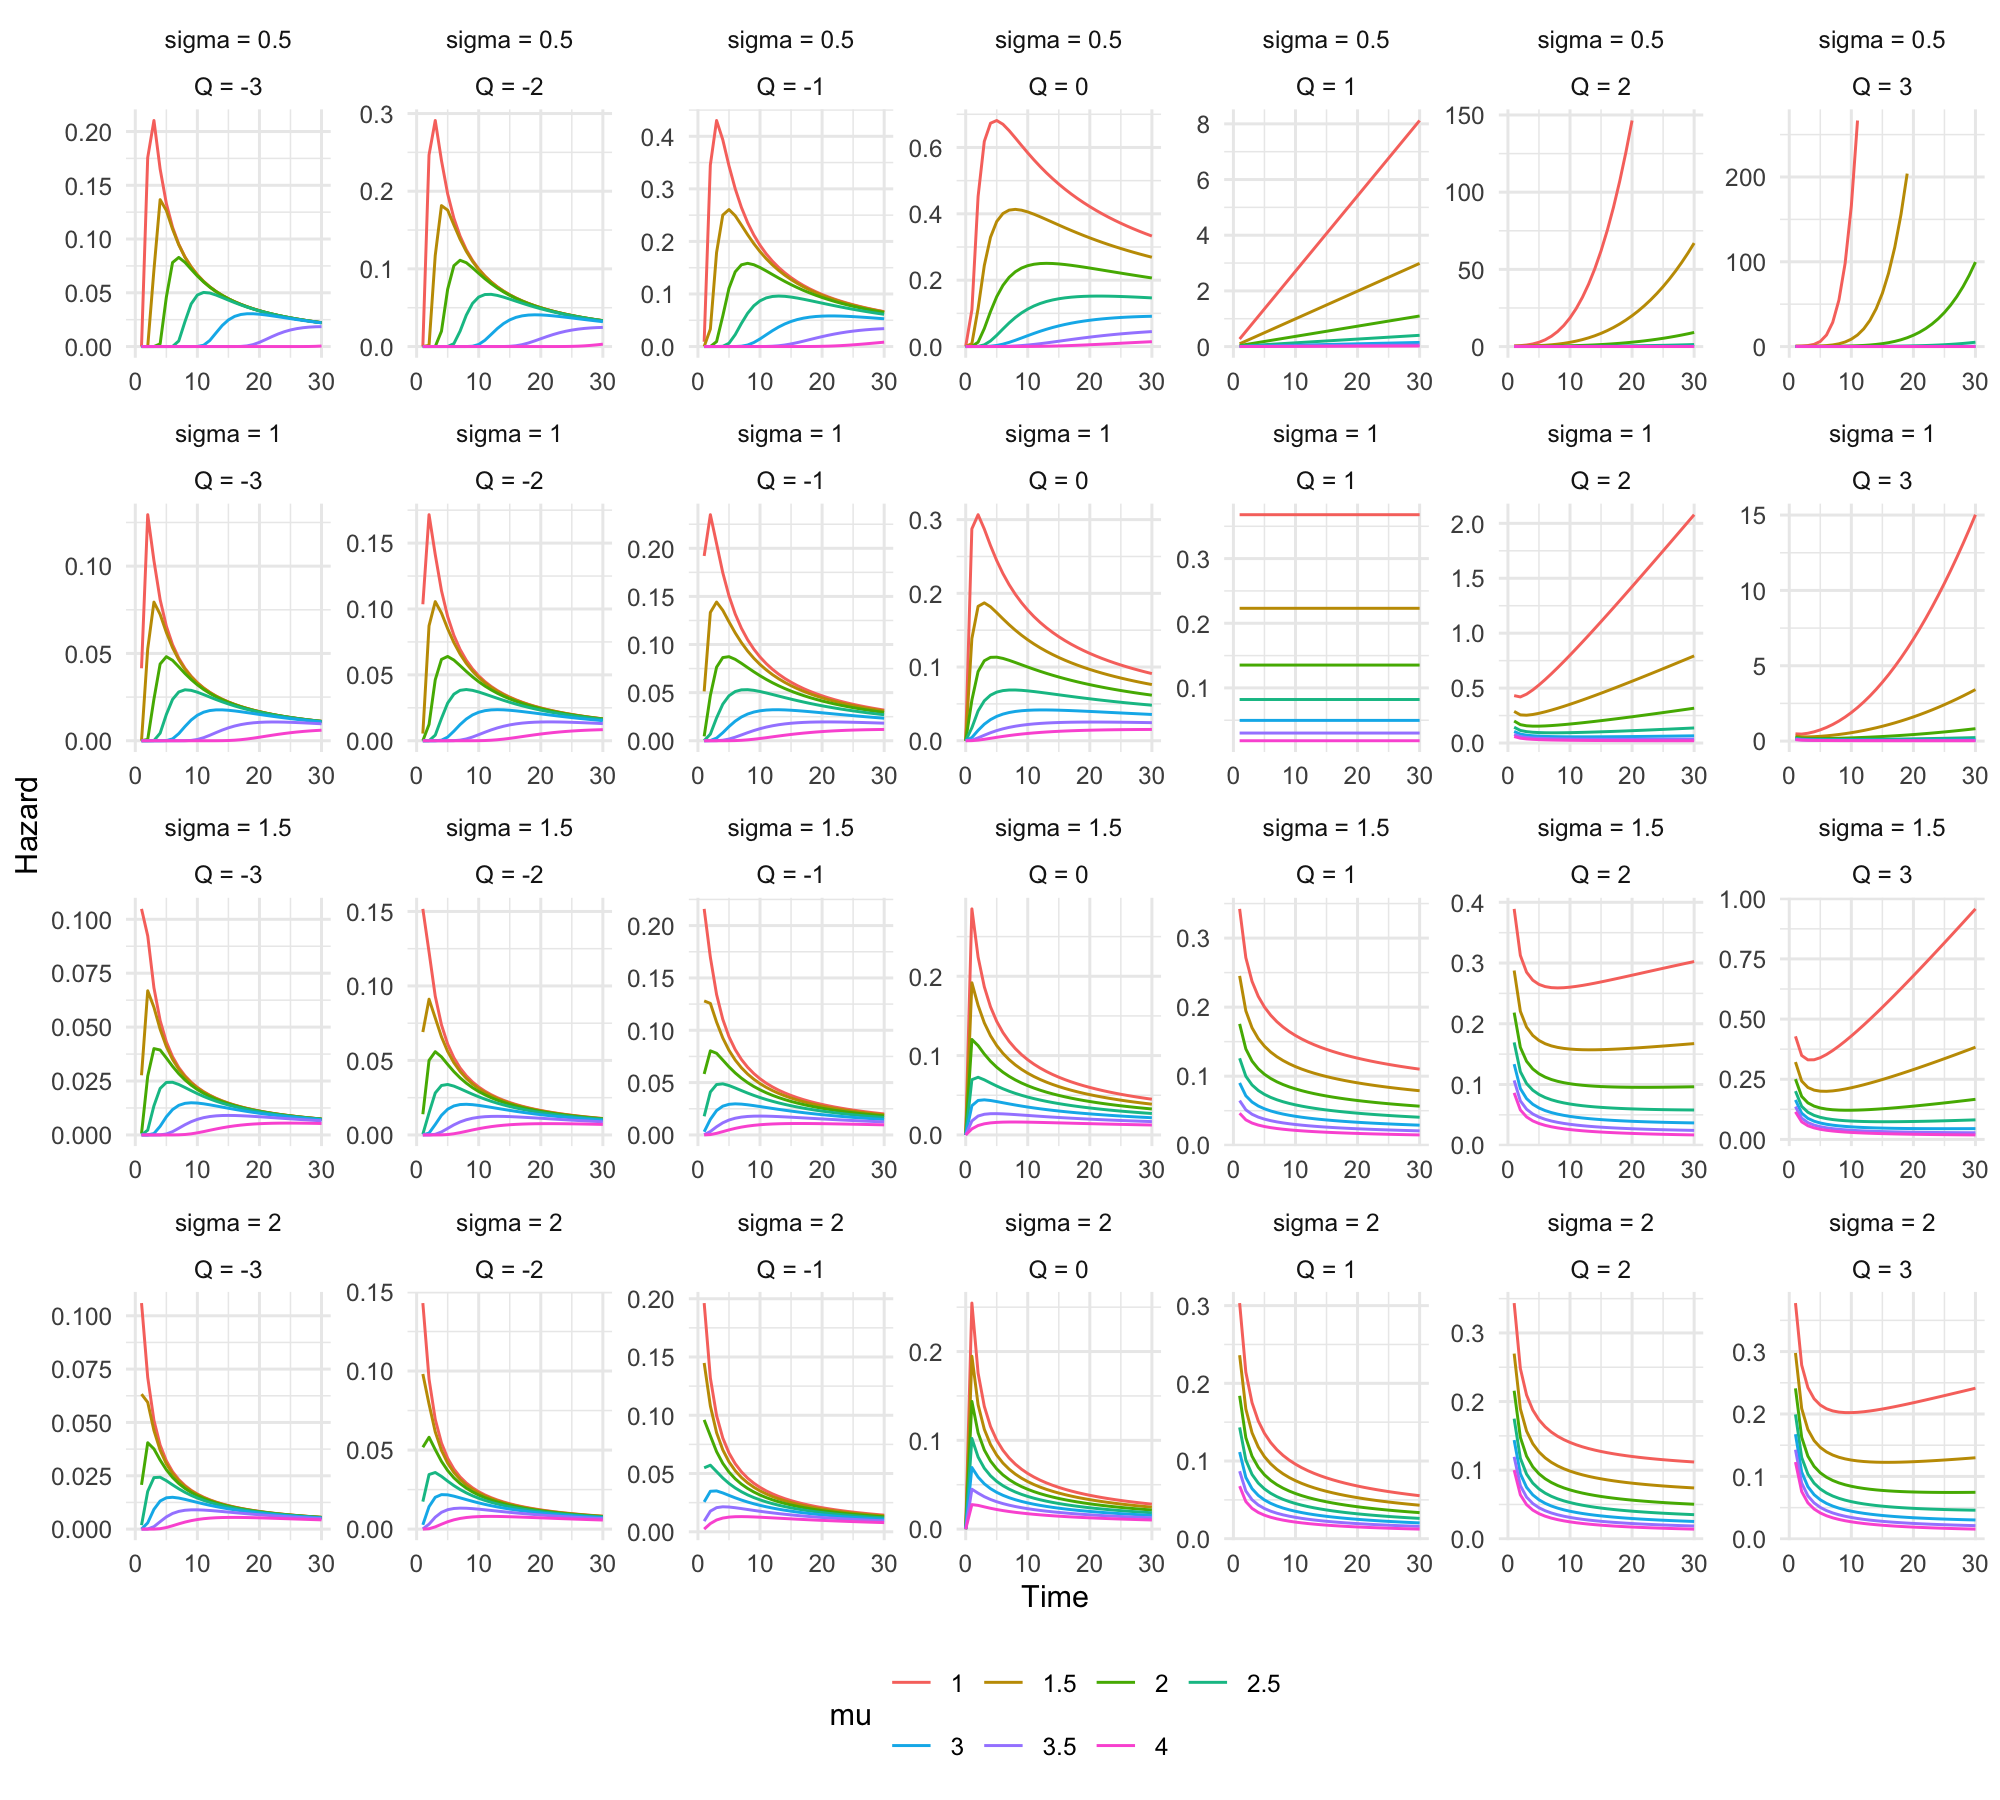 sigma = 0.5 sigma = 0.5 sigma = 0.5 sigma = 0.5 sigma = 0.5 sigma = 0.5 sigma = 0.5
Q = -3 Q = -2 Q = -1 Q = 0 Q = 1 Q = 2 Q = 3
0.20 0.15 0.10 0.05 0.00
0.3 0.2 0.1 0.0
0.4 0.3 0.2 0.1 0.0
0.6 0.4 0.2 0.0
8 6 4 2 0
150 100 50 0
200 100 0
0 10 20 30 0 10 20 30 0 10 20 30 0 10 20 30 0 10 20 30 0 10 20 30 0 10 20 30
sigma = 1 sigma = 1 sigma = 1 sigma = 1 sigma = 1 sigma = 1 sigma = 1
Q = -3 Q = -2 Q = -1 Q = 0 Q = 1 Q = 2 Q = 3
0.10 0.05 0.00
0.15 0.10 0.05 0.00
0.20 0.15 0.10 0.05 0.00
0.3 0.2 0.1 0.0
0.3 0.2 0.1
2.0 1.5 1.0 0.5 0.0
15 10 5 0
0 10 20 30 0 10 20 30 0 10 20 30 0 10 20 30 0 10 20 30 0 10 20 30 0 10 20 30
Hazard
sigma = 1.5 sigma = 1.5 sigma = 1.5 sigma = 1.5 sigma = 1.5 sigma = 1.5 sigma = 1.5
Q = -3 Q = -2 Q = -1 Q = 0 Q = 1 Q = 2 Q = 3
0.100 0.075 0.050 0.025 0.000
0.15 0.10 0.05 0.00
0.20 0.15 0.10 0.05 0.00
0.2 0.1 0.0
0.3 0.2 0.1 0.0
0.4 0.3 0.2 0.1 0.0
1.00 0.75 0.50 0.25 0.00
0 10 20 30 0 10 20 30 0 10 20 30 0 10 20 30 0 10 20 30 0 10 20 30 0 10 20 30
sigma = 2 sigma = 2 sigma = 2 sigma = 2 sigma = 2 sigma = 2 sigma = 2
Q = -3 Q = -2 Q = -1 Q = 0 Q = 1 Q = 2 Q = 3
0.100 0.075 0.050 0.025 0.000
0.15 0.10 0.05 0.00
0.20 0.15 0.10 0.05 0.00
0.2 0.1 0.0
0.3 0.2 0.1 0.0
0.3 0.2 0.1 0.0
0.3 0.2 0.1 0.0
0 10 20 30 0 10 20 30 0 10 20 30 0 10 20 30 0 10 20 30 0 10 20 30 0 10 20 30
Time
mu
1 1.5 2 2.5
3 3.5 4